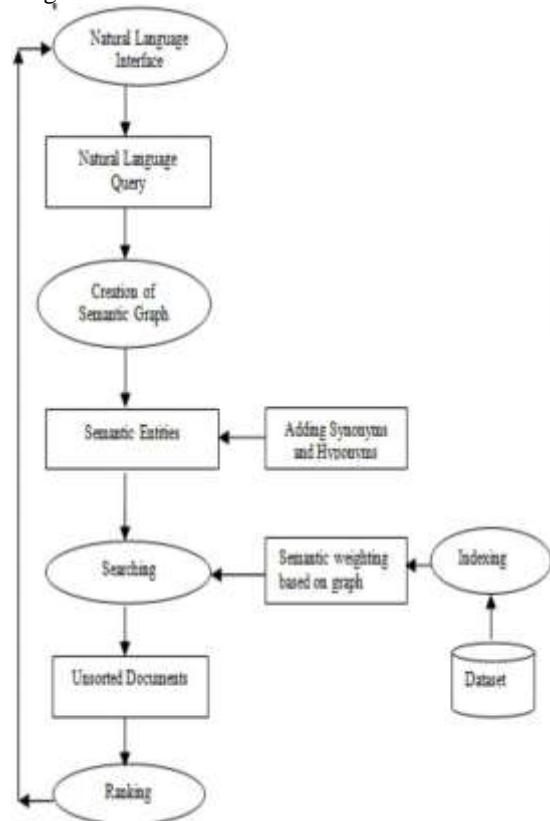 Natural Language
Interface
Natural Language
Query
Creation of
Semantic Graph
Semantic Entities
Adding Synonyms
and Hyponyms
Searching
Semantic weighting
based on graph
Indexing
Unsorted Documents
Dataset
Ranking